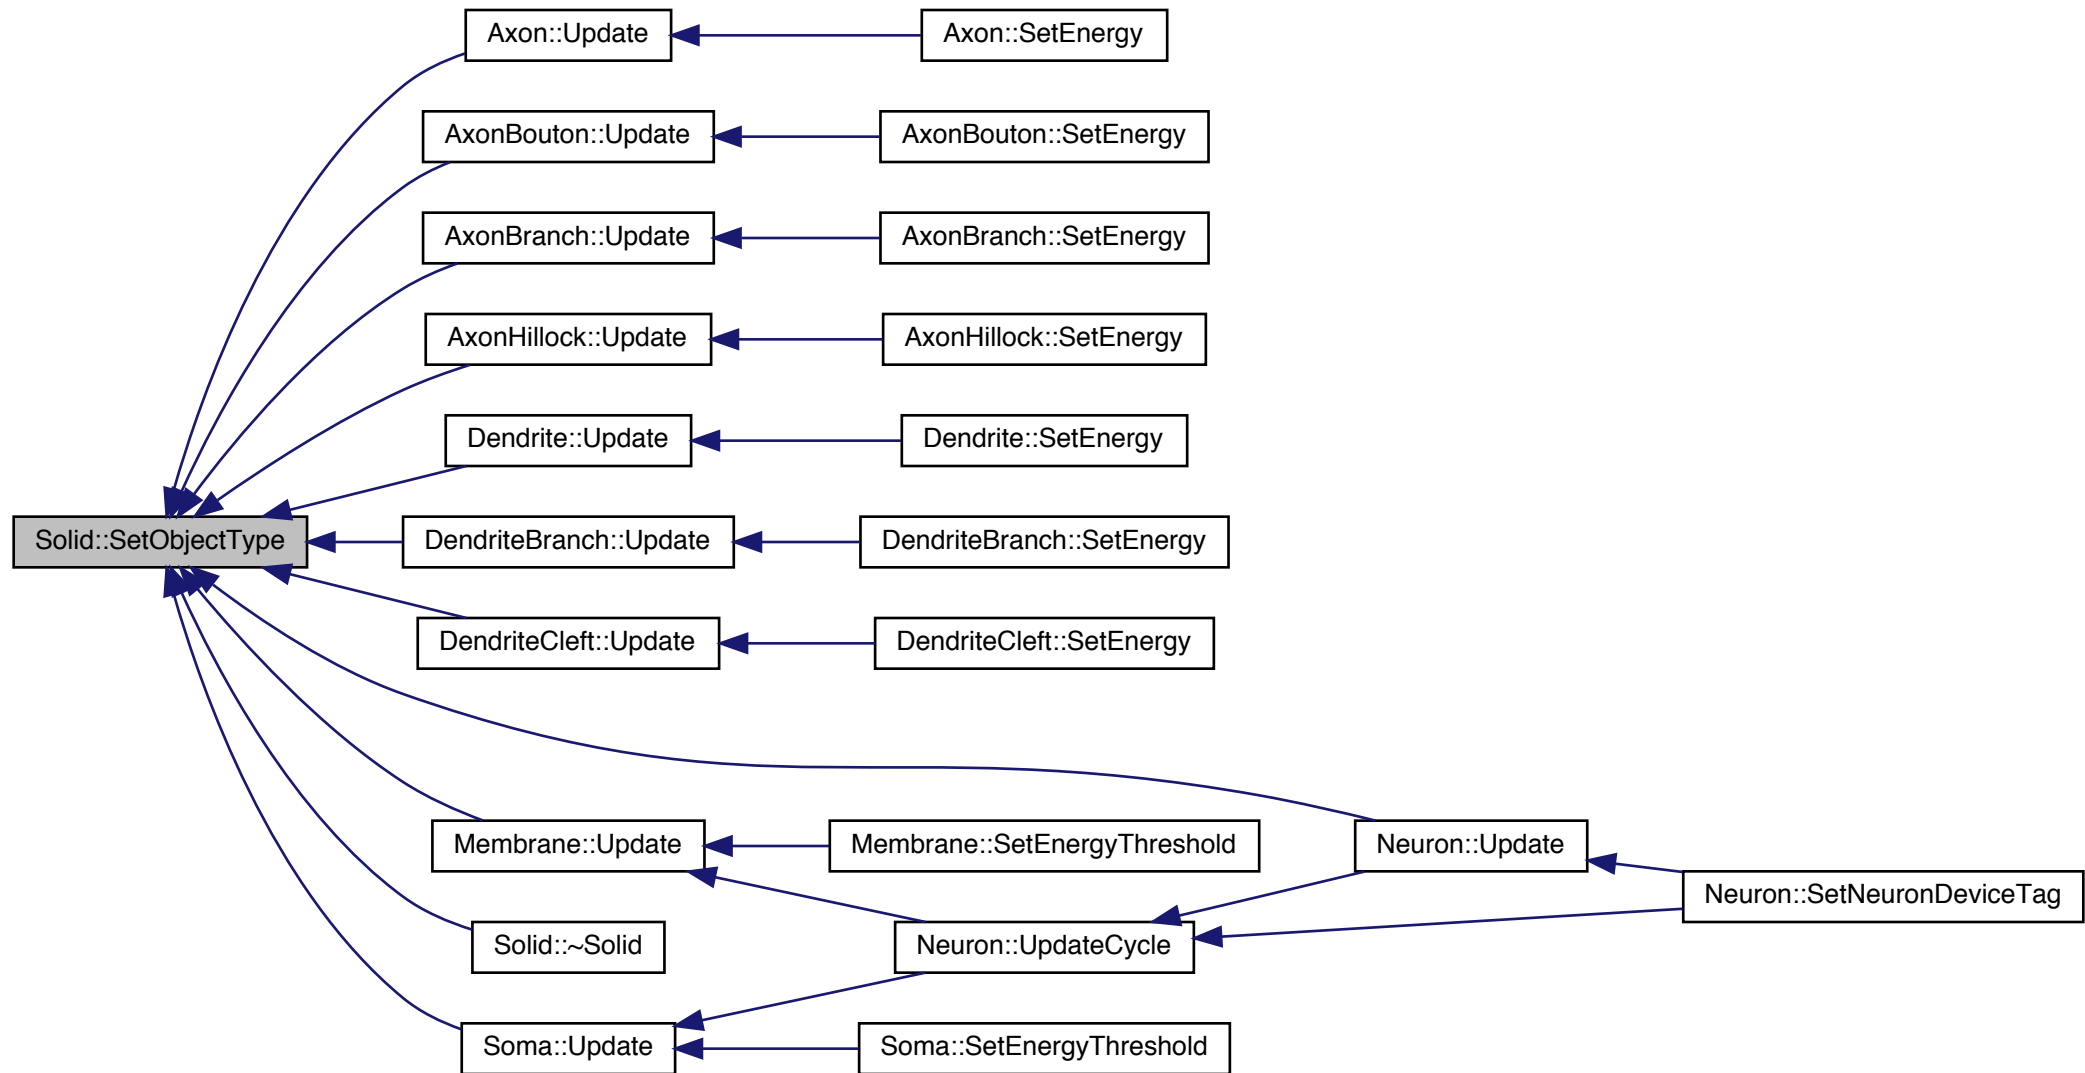 Axon::Update
Axon::SetEnergy
AxonBouton::Update
AxonBouton::SetEnergy
AxonBranch::Update
AxonBranch::SetEnergy
AxonHillock::Update
AxonHillock::SetEnergy
Dendrite::Update
Dendrite::SetEnergy
Solid::SetObjectType
DendriteBranch::Update
DendriteBranch::SetEnergy
DendriteCleft::Update
DendriteCleft::SetEnergy
Membrane::Update
Membrane::SetEnergyThreshold
Neuron::Update
Neuron::SetNeuronDeviceTag
Solid::~Solid
Neuron::UpdateCycle
Soma::Update
Soma::SetEnergyThreshold